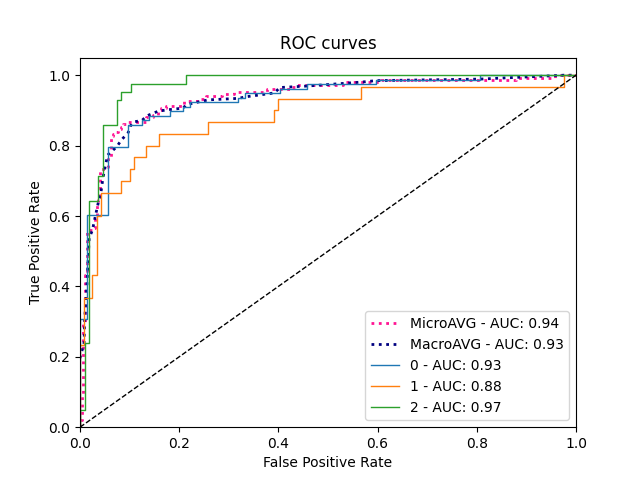 ROC curves
True Positive Rate
1.0
0.8
0.6
0.4
0.2
0.0
MicroAVG - AUC: 0.94
MacroAVG - AUC: 0.93
0 - AUC: 0.93
1 - AUC: 0.88
2 - AUC: 0.97
0.0 0.2 0.4 0.6 0.8 1.0
False Positive Rate